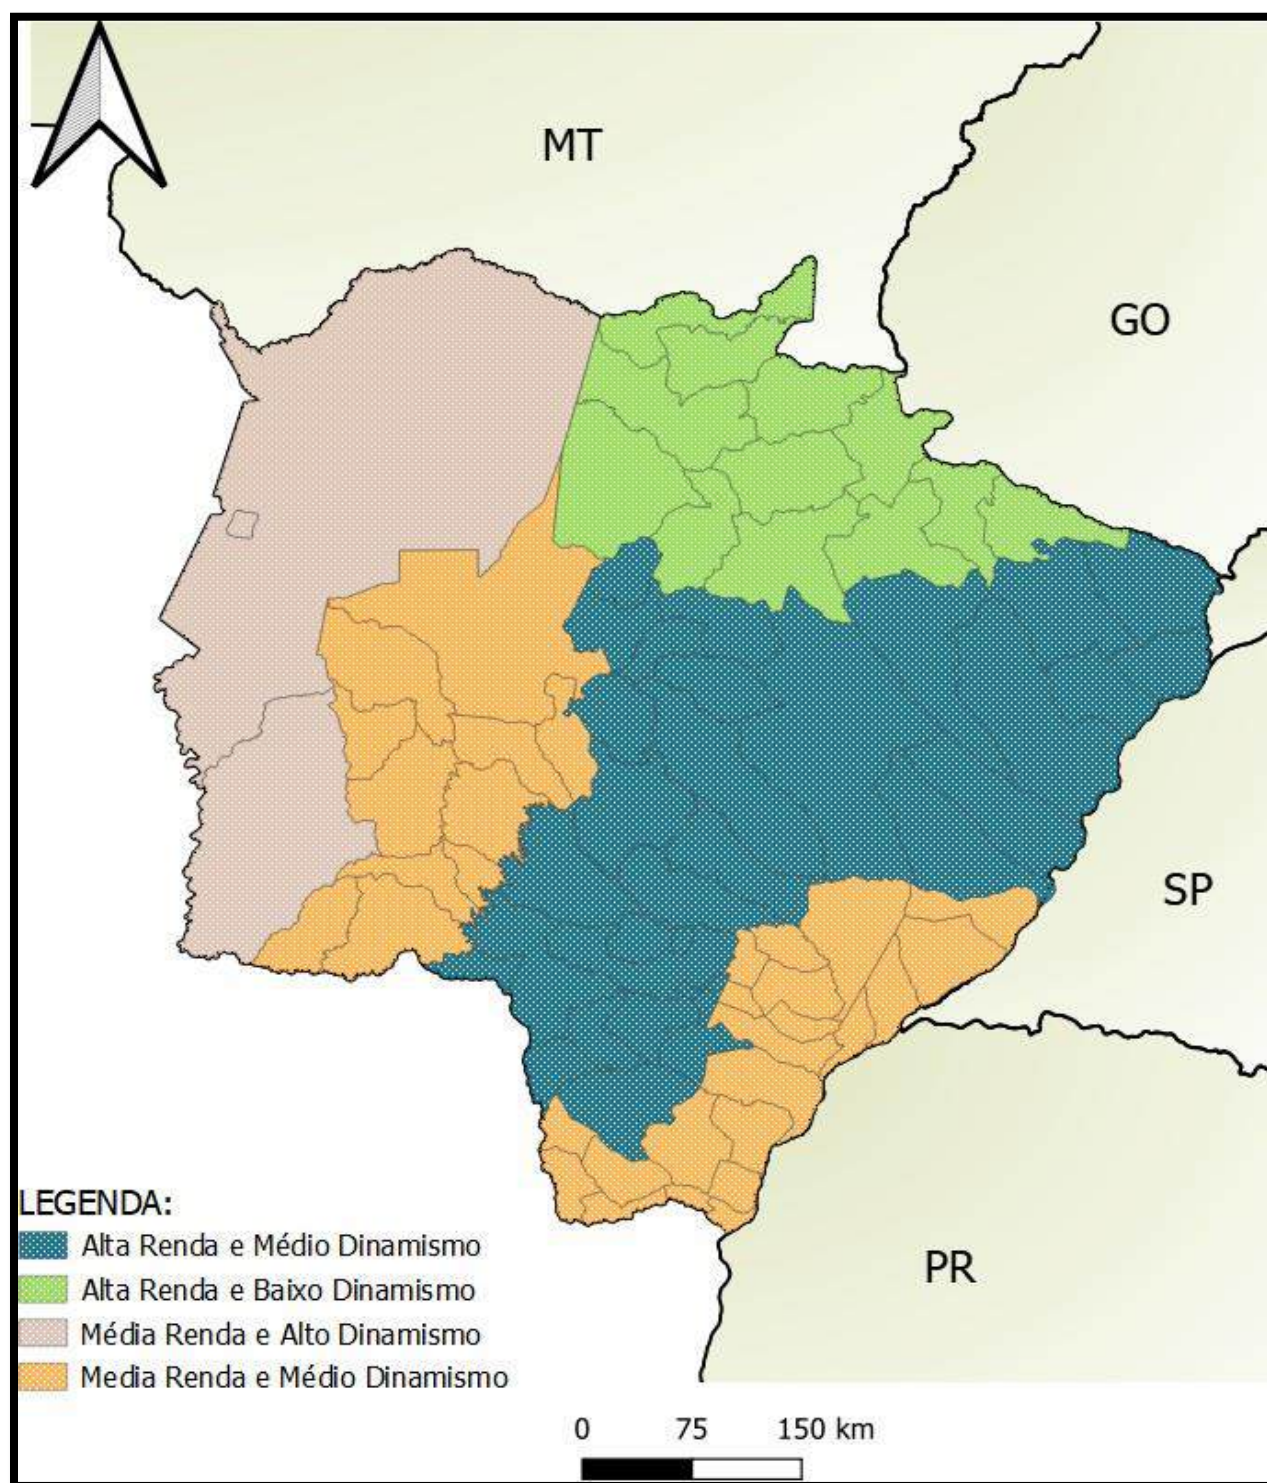 MT
GO
SP
PR
LEGENDA:
Alta Renda e Médio Dinamismo
Alta Renda e Baixo Dinamismo
Média Renda e Alto Dinamismo
Media Renda e Médio Dinamismo
0 75 150 km